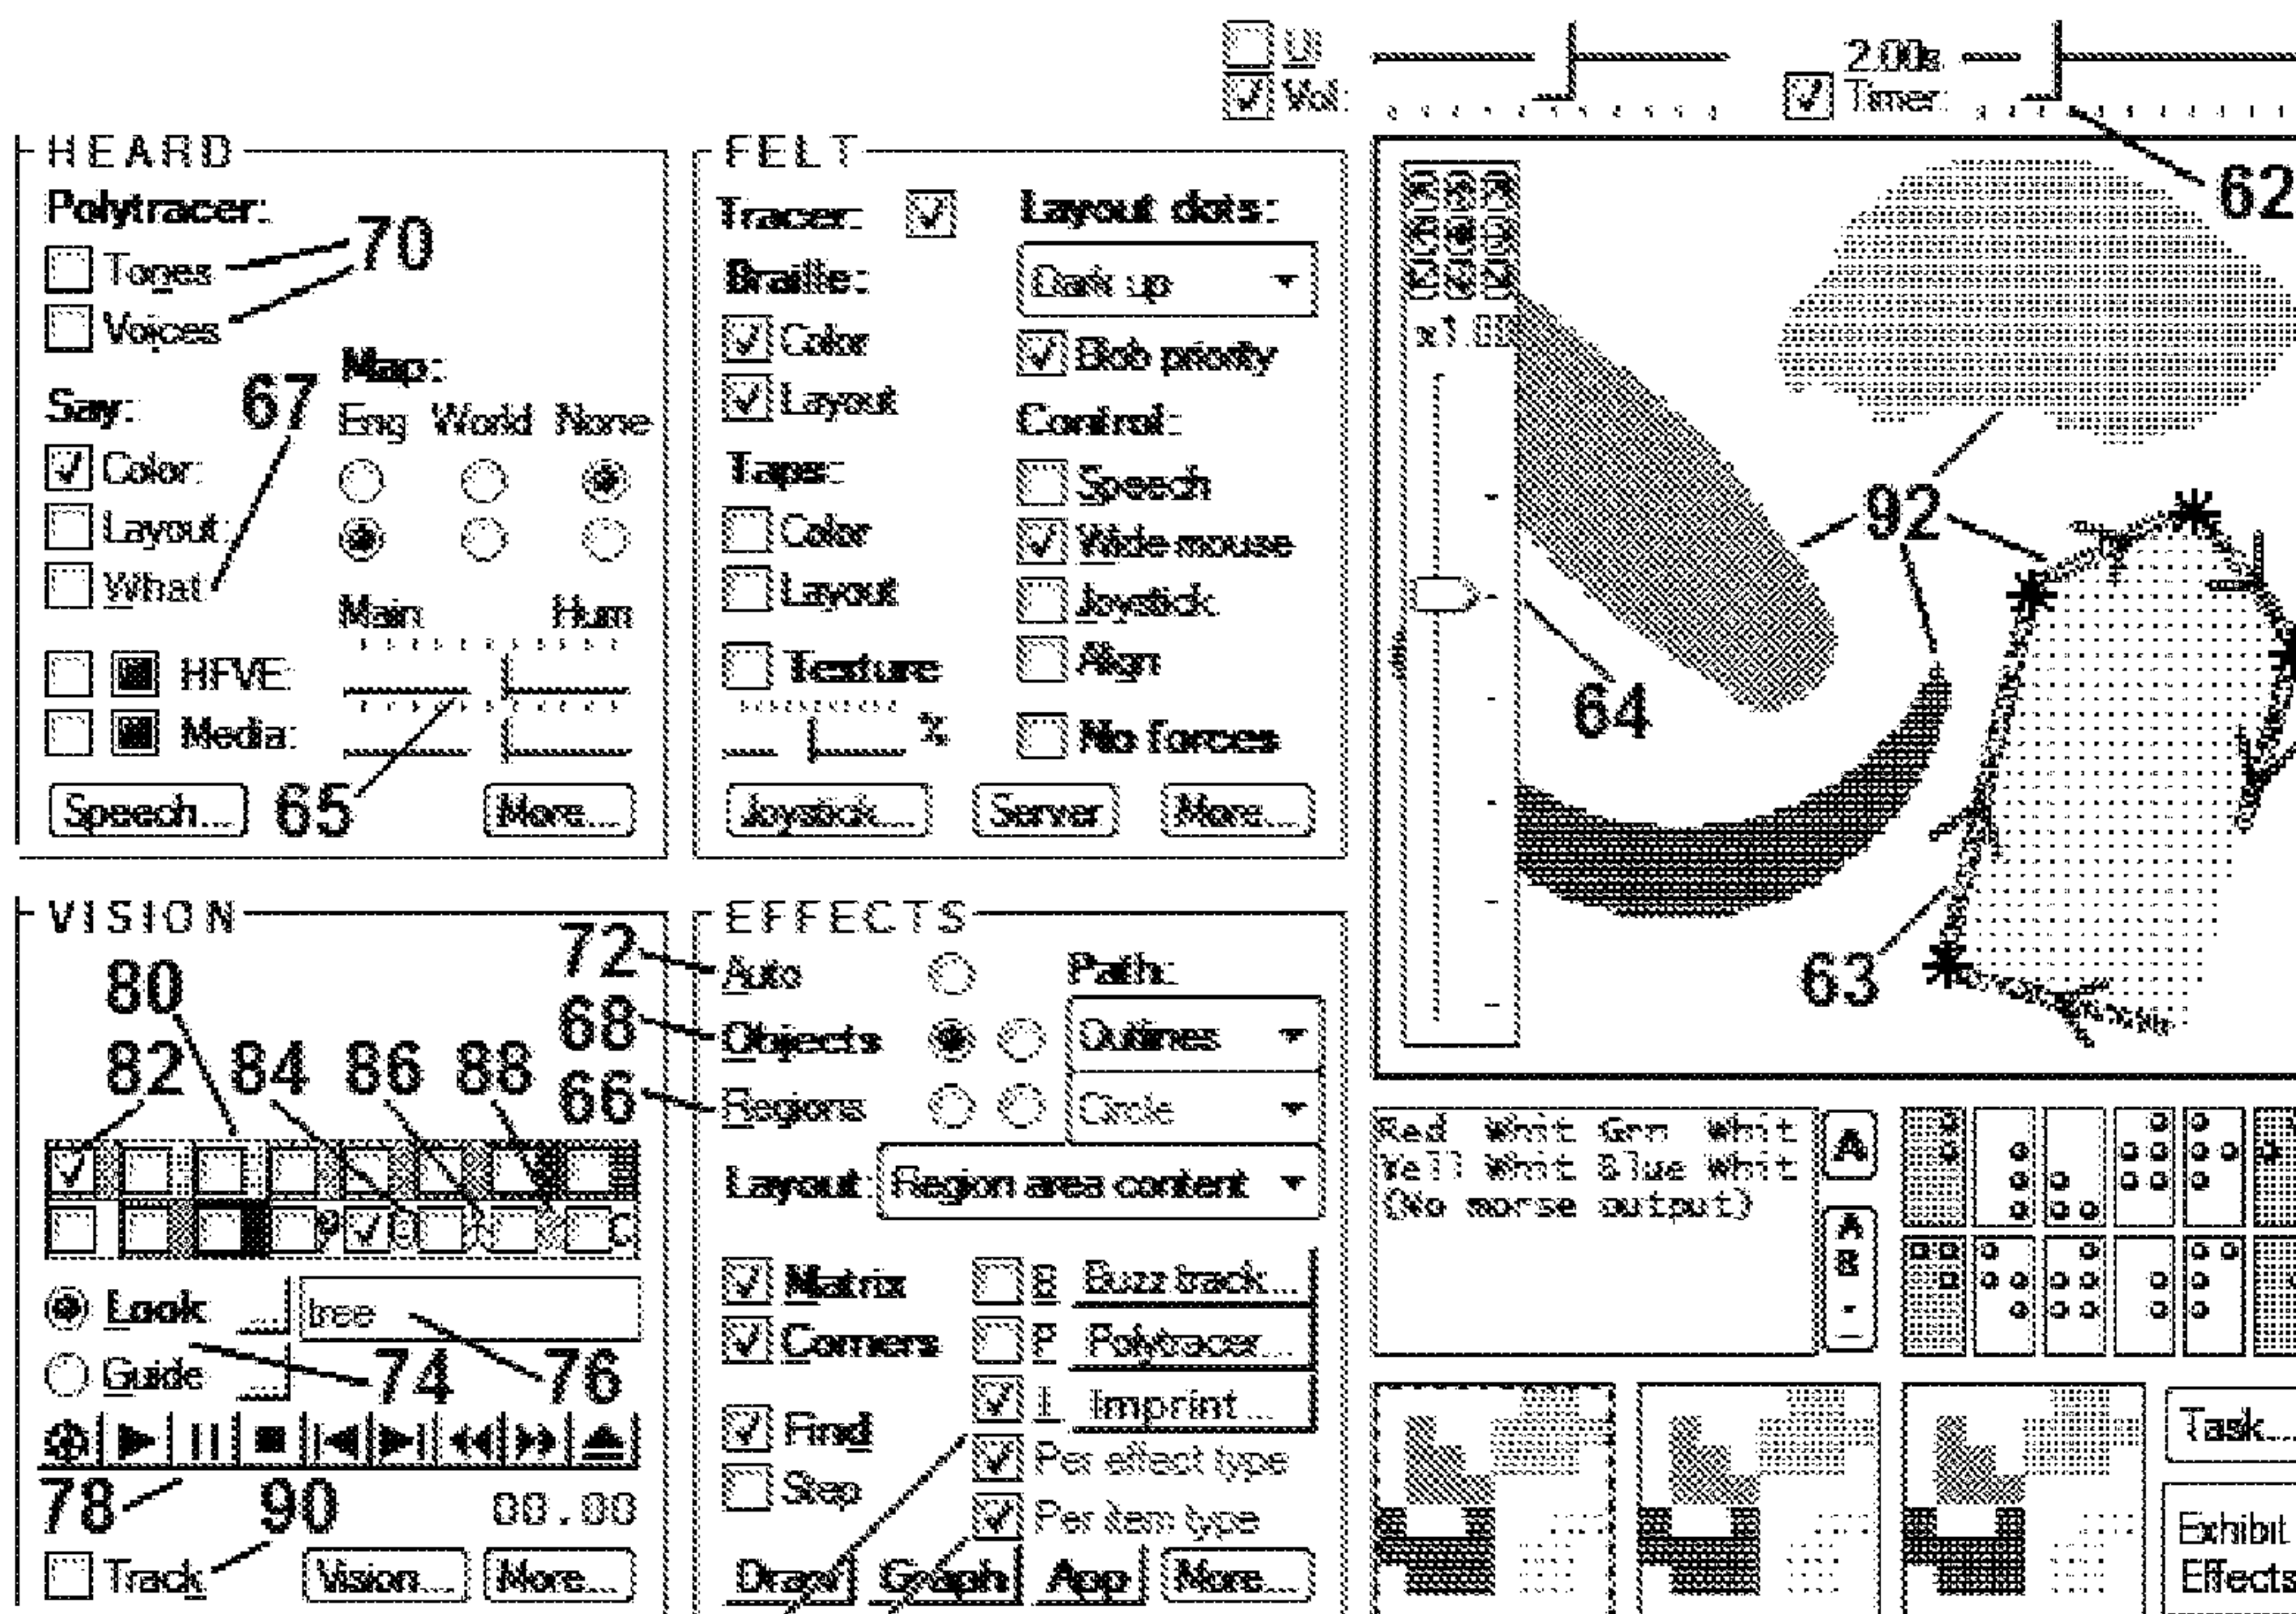 UI
Vol:
2.00s
Timer:
62
HEARD
Polytracer:
Tones
70
Voices
Map:
67
Say:
Eng World None
Color:
Layout:
What
Main Hum
HFVE:
Media:
Speech...
65
More...
FELT
Tracer:
Layout dots:
Braille:
Dark up
Color
Blob priority
Layout
Control:
Taps:
Speech
Color
Wide mouse
Layout
Joystick
Align
Texture
%
No forces
Joystick...
Server
More...
x1.00
92
64
63
VISION
80
82 84 86 88
C
Look
tree
Guide
74
76
78
90
00.00
Track
Vision...
More...
EFFECTS
72
Auto
Path:
68
Objects
Outlines
66
Regions
Circle
Layout: Region area content
Matrix
B Buzz track...
Corners
P Polytracer...
I Imprint...
Find
Per effect type
Step
Per item type
Draw
Graph
App
More...
Red Whit Grn Whit
Yell Whit Blue Whit
(No morse output)
A
Task...
Exhibit
Effects